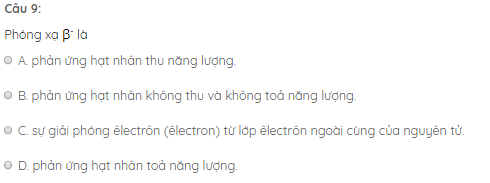 Câu 9:
Phóng xạ β⁻ là
A. phản ứng hạt nhân thu năng lượng.
B. phản ứng hạt nhân không thu và không toả năng lượng.
C. sự giải phóng êlectrôn (êlectron) từ lớp êlectrôn ngoài cùng của nguyên tử.
D. phản ứng hạt nhân toả năng lượng.